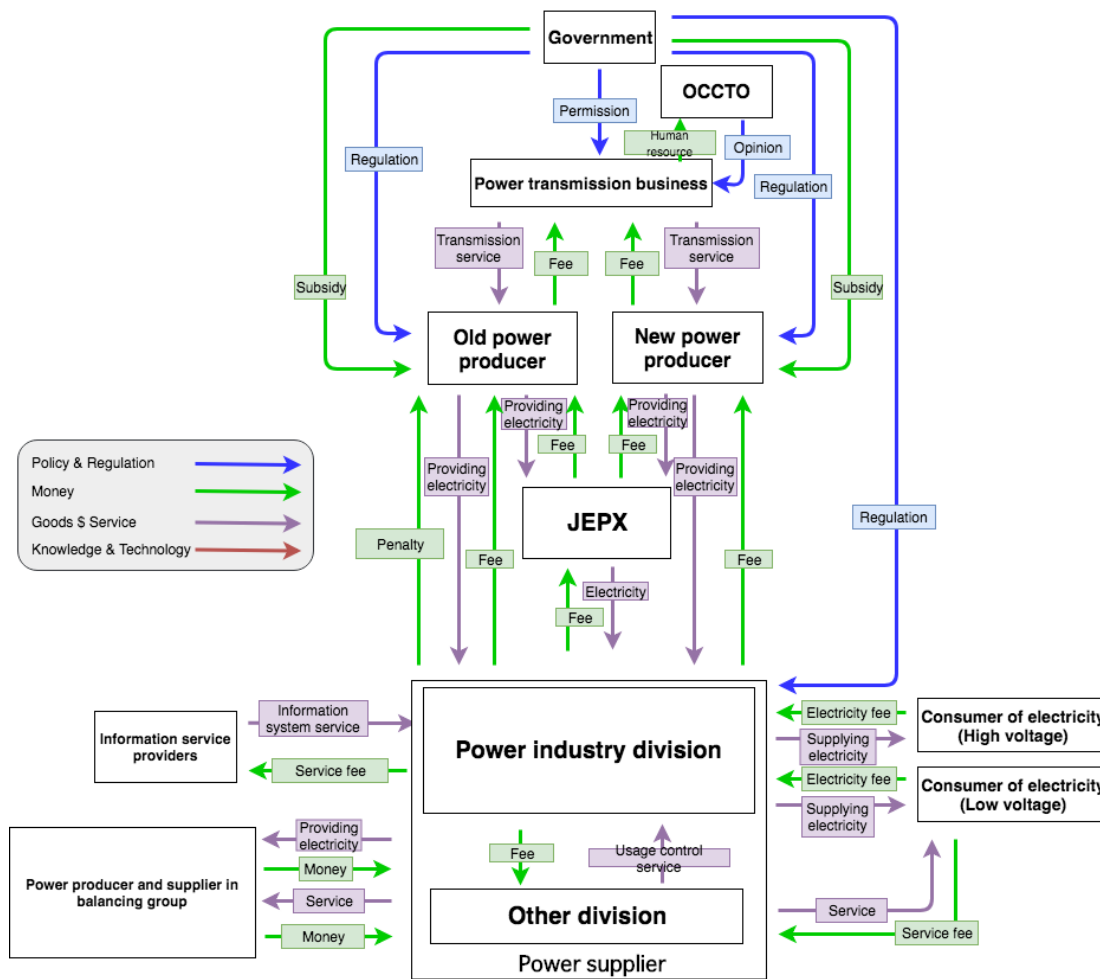 Government
OCCTO
Permission
Human
resource
Opinion
Regulation
Power transmission business
Regulation
Transmission
service
Fee
Fee
Transmission
service
Subsidy
Subsidy
Old power
producer
New power
producer
Providing
electricity
Providing
electricity
Fee
Fee
Policy & Regulation
Money
Goods $ Service
Knowledge & Technology
Providing
electricity
Providing
electricity
JEPX
Regulation
Penalty
Fee
Fee
Electricity
Fee
Information
system service
Information service
providers
Service fee
Power industry division
Electricity fee
Supplying
electricity
Consumer of electricity
(High voltage)
Electricity fee
Supplying
electricity
Consumer of electricity
(Low voltage)
Providing
electricity
Money
Service
Money
Power producer and supplier in
balancing group
Fee
Usage control
service
Other division
Power supplier
Service
Service fee